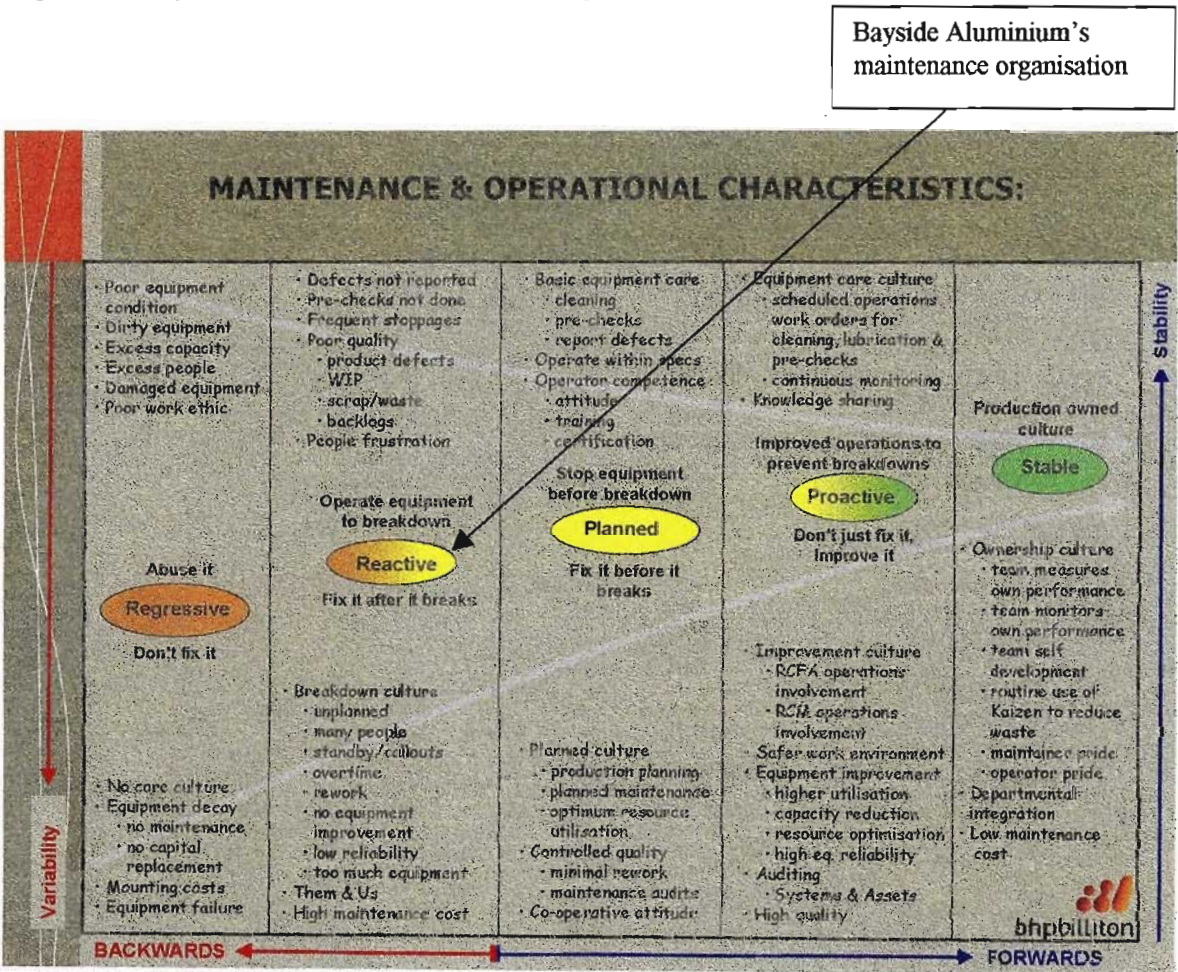 Bayside Aluminium's
maintenance organisation
MAINTENANCE & OPERATIONAL CHARACTERISTICS:
Variability
· Poor equipment
condition
· Dirty equipment
· Excess capacity
· Excess people
· Damaged equipment
· Poor work ethic
Abuse it
Regressive
Don't fix it
· No care culture
· Equipment decay
· no maintenance
· no capital
replacement
· Mounting costs
· Equipment failure
· Defects not reported
· Pre-checks not done
· Frequent stoppages
· Poor quality
· product defects
· WIP
· scrap/waste
· backlogs
· People frustration
Operate equipment
to breakdown
Reactive
Fix it after it breaks
· Breakdown culture
· unplanned
· many people
· standby/callouts
· overtime
· rework
· no equipment
improvement
· low reliability
· too much equipment
· Them & Us
· High maintenance cost
· Basic equipment care
· cleaning
· pre-checks
· report defects
· Operate within specs
· Operator competence
· attitude
· training
· certification
Stop equipment
before breakdown
Planned
Fix it before it
breaks
· Planned culture
· production planning
· planned maintenance
· optimum resource
utilisation
· Controlled quality
· minimal rework
· maintenance audits
· Co-operative attitude
· Equipment care culture
· scheduled operations
work orders for
cleaning, lubrication &
pre-checks
· continuous monitoring
· Knowledge sharing
Improved operations to
prevent breakdowns
Proactive
Don't just fix it,
Improve it
· Improvement culture
· RCFA operations
involvement
· RCM operations
involvement
· Safer work environment
· Equipment improvement
· higher utilisation
· capacity reduction
· resource optimisation
· high eq. reliability
· Auditing
· Systems & Assets
· High quality
Production owned
culture
Stable
· Ownership culture
· team measures
own performance
· team monitors
own performance
· team self
development
· routine use of
Kaizen to reduce
waste
· maintainer pride
· operator pride
· Departmental
integration
· Low maintenance
cost
bhpbilliton
Stability
BACKWARDS
FORWARDS